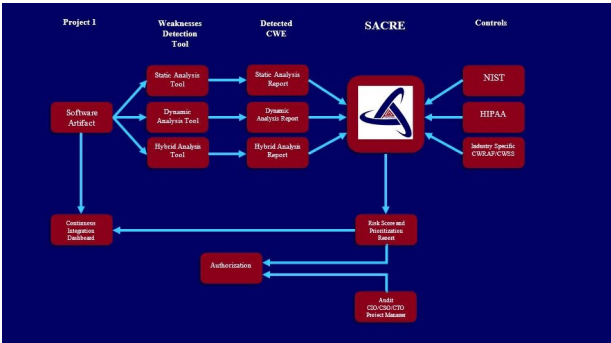 Project 1
Weaknesses
Detection
Tool
Detected
CWE
SACRE
Controls
Static Analysis
Tool
Static Analysis
Report
NIST
Software
Artifact
Dynamic
Analysis Tool
Dynamic
Analysis Report
HIPAA
Hybrid Analysis
Tool
Hybrid Analysis
Report
Industry Specific
CWRAF/CWSS
Continuous
Integration
Dashboard
Risk Score and
Prioritization
Report
Authorization
Audit
CIO/CSO/CTO
Project Manager